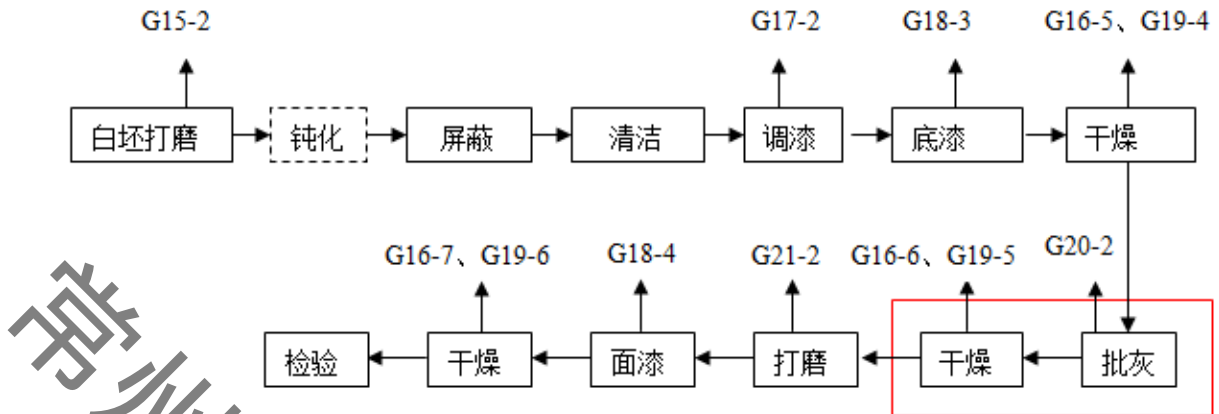 G15-2
G17-2
G18-3
G16-5、G19-4
白坯打磨
钝化
屏蔽
清洁
调漆
底漆
干燥
G16-7、G19-6
G18-4
G21-2
G16-6、G19-5
G20-2
检验
干燥
面漆
打磨
干燥
批灰
常州